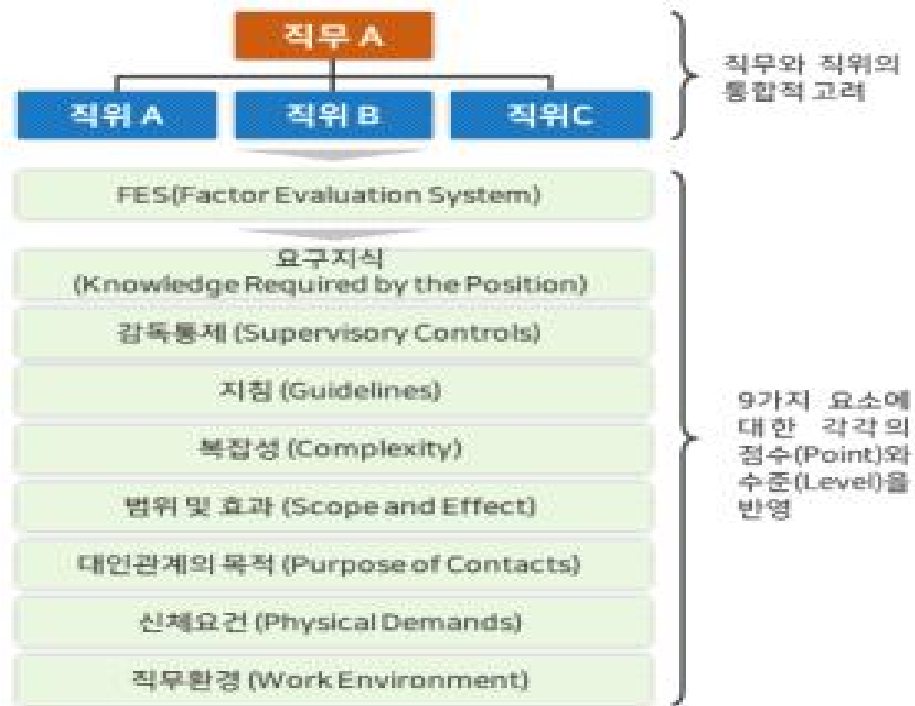 직무 A
직무와 직위의
통합적 고려
직위 A
직위 B
직위C
FES(Factor Evaluation System)
요구지식
(Knowledge Required by the Position)
감독통제 (Supervisory Controls)
지침 (Guidelines)
복잡성 (Complexity)
범위 및 효과 (Scope and Effect)
대인관계의 목적 (Purpose of Contacts)
신체요건 (Physical Demands)
직무환경 (Work Environment)
9가지 요소에
대한 각각의
점수(Point)와
수준(Level)을
반영